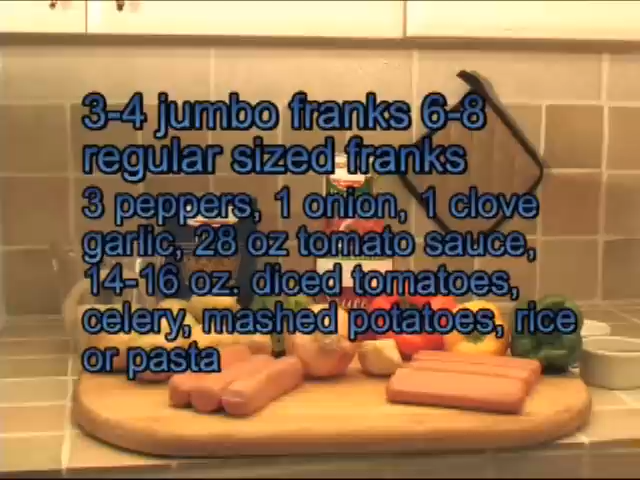 3-4 jumbo franks 6-8
regular sized franks
3 peppers, 1 onion, 1 clove
garlic, 28 oz tomato sauce,
14-16 oz. diced tomatoes,
celery, mashed potatoes, rice
or pasta